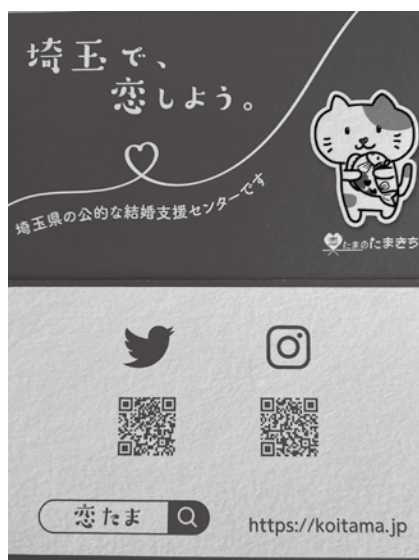 埼玉で、
恋しよう。
埼玉県の公的な結婚支援センターです
恋たまのたまきち
恋たま
https://koitama.jp